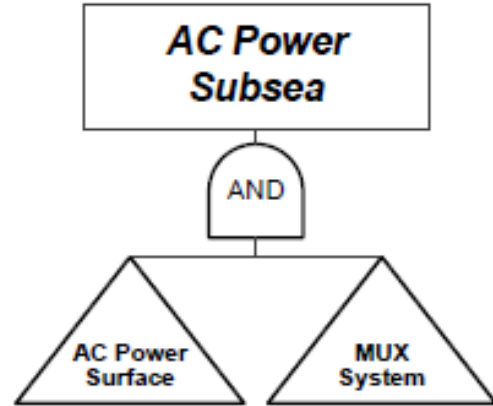 AC Power
Subsea
AND
AC Power
Surface
MUX
System